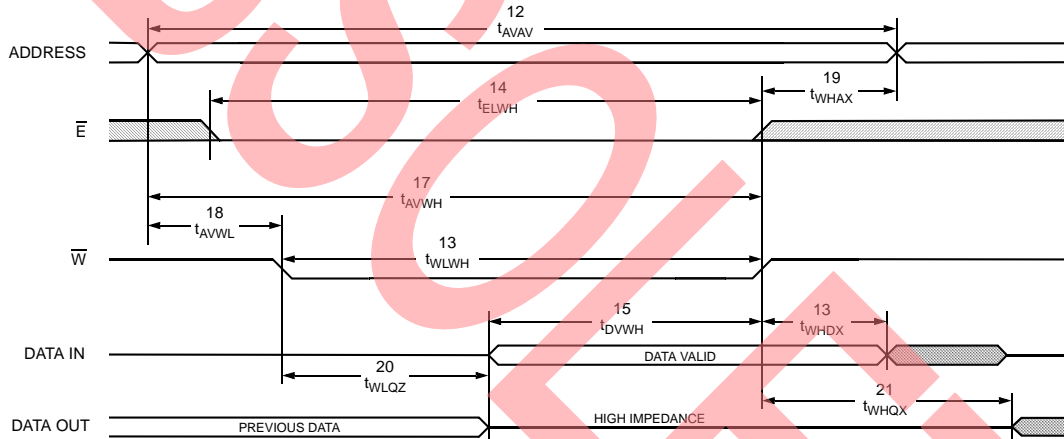 12
tAVAV
ADDRESS
19
tWHAX
14
tELWH
E
17
tAVWH
18
tAVWL
W
13
tWLWH
15
tDVWH
13
tWHDX
DATA IN
DATA VALID
20
tWLQZ
21
tWHQX
DATA OUT
PREVIOUS DATA
HIGH IMPEDANCE